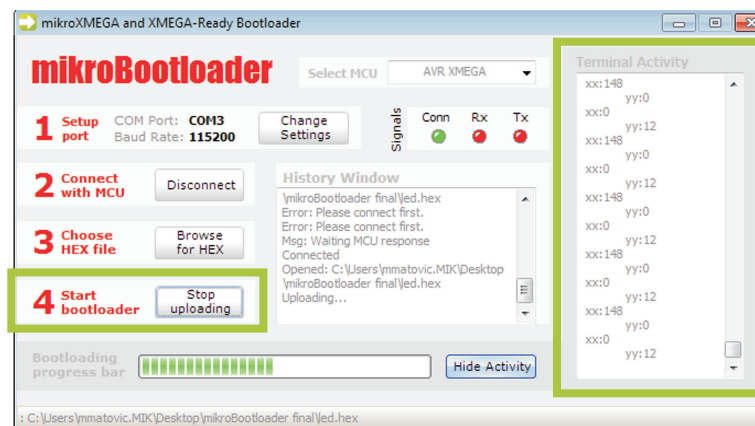 mikroXMEGA and XMEGA-Ready Bootloader
mikroBootloader
Select MCU AVR XMEGA
1 Setup port
COM Port: COM3
Baud Rate: 115200
Change Settings
Signals
Conn Rx Tx
2 Connect with MCU
Disconnect
3 Choose HEX file
Browse for HEX
4 Start bootloader
Stop uploading
History Window
\mikroBootloader final\led.hex
Error: Please connect first.
Error: Please connect first.
Msg: Waiting MCU response
Connected
Opened: C:\Users\mmatovic.MIK\Desktop
\mikroBootloader final\led.hex
Uploading...
Bootloading progress bar
Hide Activity
Terminal Activity
xx:148
yy:0
xx:0
yy:12
xx:148
yy:0
xx:0
yy:12
xx:148
yy:0
xx:0
yy:12
xx:148
yy:0
xx:0
yy:12
xx:148
yy:0
xx:0
yy:12
: C:\Users\mmatovic.MIK\Desktop\mikroBootloader final\led.hex